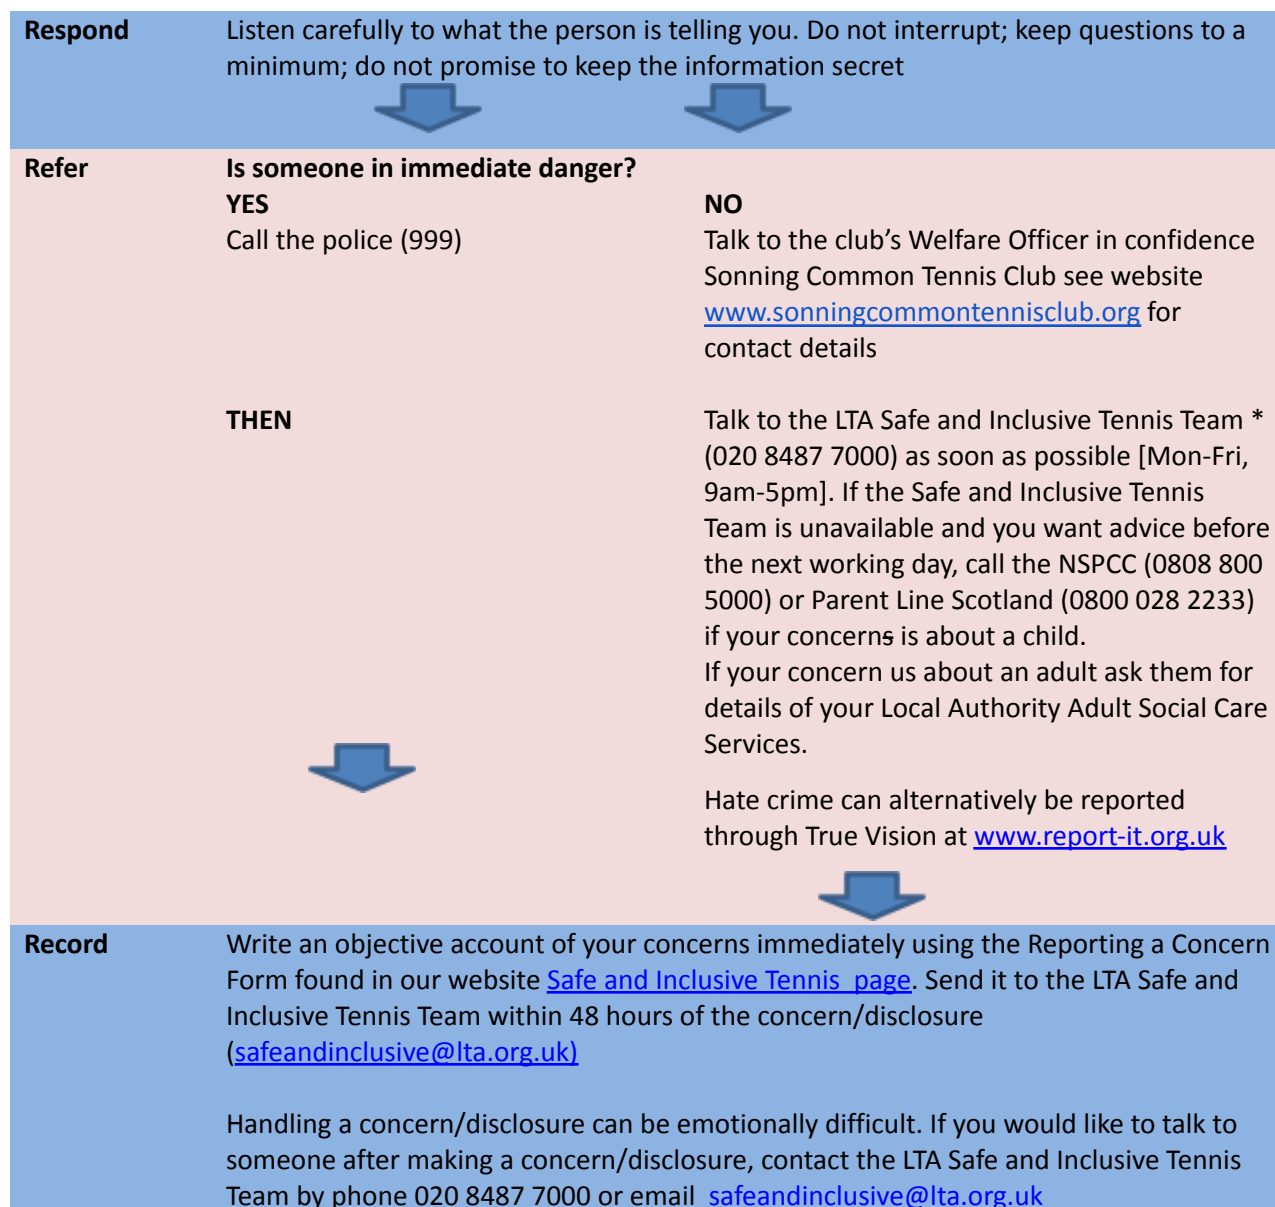 Respond
Listen carefully to what the person is telling you. Do not interrupt; keep questions to a
minimum; do not promise to keep the information secret
Refer
Is someone in immediate danger?
YES
Call the police (999)
NO
Talk to the club’s Welfare Officer in confidence
Sonning Common Tennis Club see website
www.sonningcommontennisclub.org for
contact details
THEN
Talk to the LTA Safe and Inclusive Tennis Team *
(020 8487 7000) as soon as possible [Mon-Fri,
9am-5pm]. If the Safe and Inclusive Tennis
Team is unavailable and you want advice before
the next working day, call the NSPCC (0808 800
5000) or Parent Line Scotland (0800 028 2233)
if your concerns is about a child.
If your concern us about an adult ask them for
details of your Local Authority Adult Social Care
Services.
Hate crime can alternatively be reported
through True Vision at www.report-it.org.uk
Record
Write an objective account of your concerns immediately using the Reporting a Concern
Form found in our website Safe and Inclusive Tennis  page. Send it to the LTA Safe and
Inclusive Tennis Team within 48 hours of the concern/disclosure
(safeandinclusive@lta.org.uk)
Handling a concern/disclosure can be emotionally difficult. If you would like to talk to
someone after making a concern/disclosure, contact the LTA Safe and Inclusive Tennis
Team by phone 020 8487 7000 or email  safeandinclusive@lta.org.uk